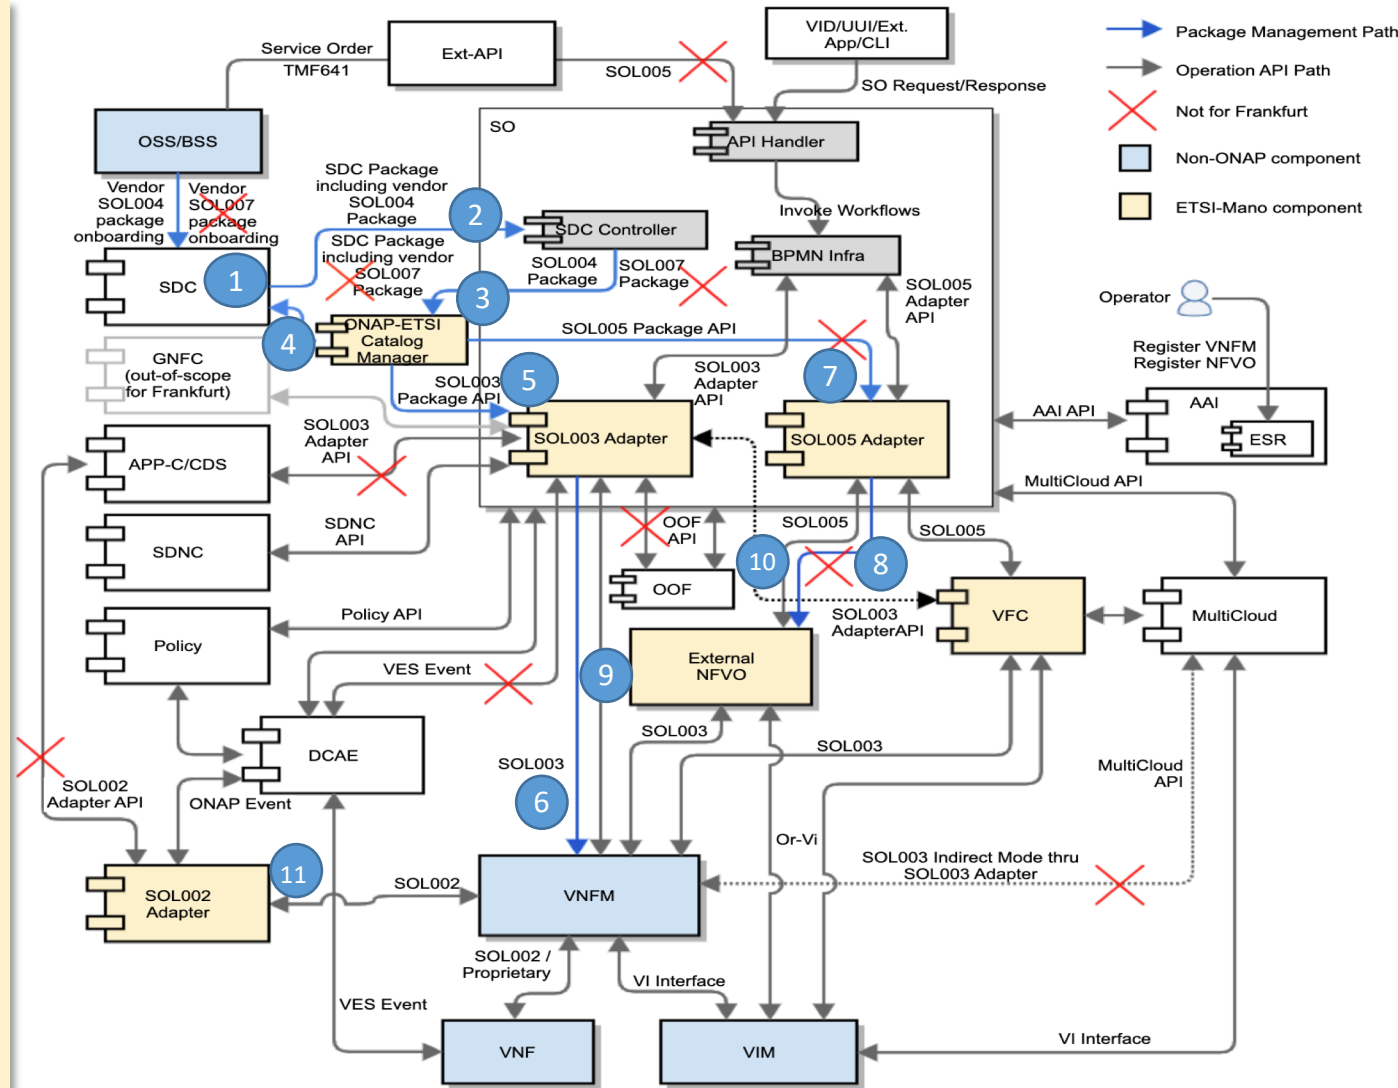 VID/UUI/Ext.
App/CLI
Package Management Path
Service Order
TMF641
Ext-API
SOL005
Operation API Path
SO Request/Response
Not for Frankfurt
OSS/BSS
SO
API Handler
Non-ONAP component
Vendor
SOL004
package
onboarding
Vendor
SOL007
package
onboarding
SDC Package
including vendor
SOL004
Package
2
Invoke Workflows
ETSI-Mano component
SDC Controller
SDC Package
including vendor
SOL007
Package
SDC
1
SOL004
Package
SOL007
Package
BPMN Infra
SOL005
Adapter
API
3
Operator
4
ONAP-ETSI
Catalog
Manager
SOL005 Package API
Register VNFM
Register NFVO
GNFC
(out-of-scope
for Frankfurt)
SOL003
Package API
5
SOL003
Adapter
API
7
AAI API
AAI
ESR
SOL003
Adapter
API
APP-C/CDS
SOL003 Adapter
SOL005 Adapter
MultiCloud API
SDNC
API
SDNC
OOF
API
SOL005
SOL005
10
8
OOF
Policy API
Policy
SOL003
AdapterAPI
VFC
MultiCloud
VES Event
9
External
NFVO
DCAE
SOL003
SOL003
SOL003
6
MultiCloud
API
SOL002
Adapter API
ONAP Event
Or-Vi
SOL003 Indirect Mode thru
SOL003 Adapter
11
SOL002
Adapter
SOL002
VNFM
SOL002 /
Proprietary
VI Interface
VES Event
VNF
VIM
VI Interface